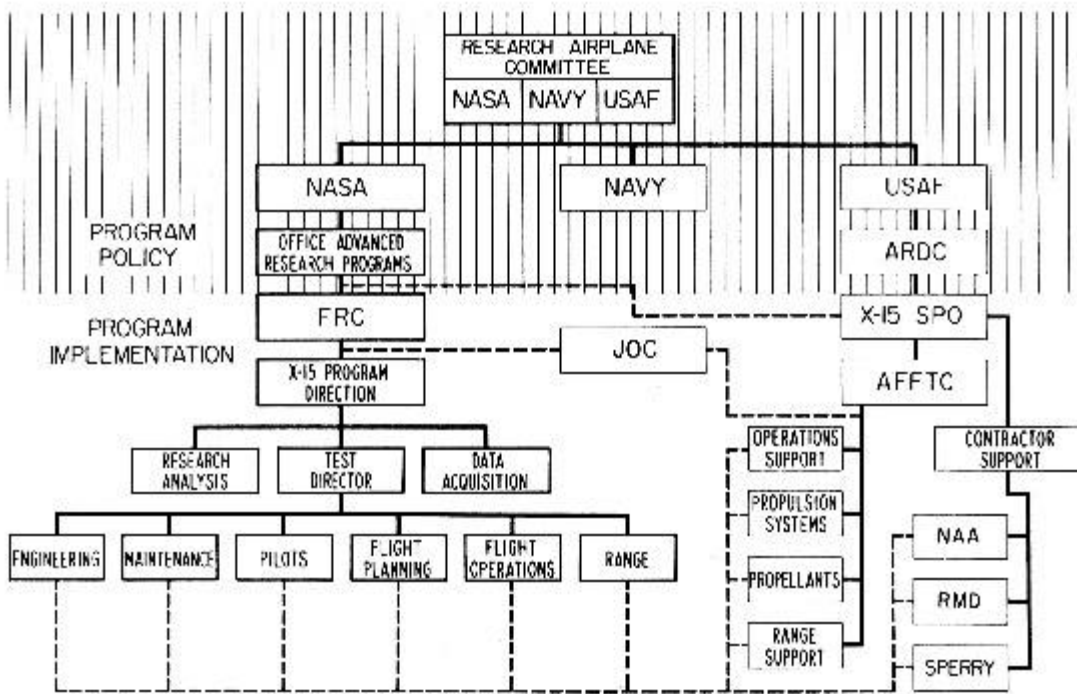 RESEARCH AIRPLANE
COMMITTEE
NASA NAVY USAF
NASA
NAVY
USAF
PROGRAM
POLICY
OFFICE ADVANCED
RESEARCH PROGRAMS
ARDC
PROGRAM
IMPLEMENTATION
FRC
X-15 SPO
JOC
X-15 PROGRAM
DIRECTION
AFFTC
RESEARCH
ANALYSIS
TEST
DIRECTOR
DATA
ACQUISITION
OPERATIONS
SUPPORT
CONTRACTOR
SUPPORT
PROPULSION
SYSTEMS
ENGINEERING
MAINTENANCE
PILOTS
FLIGHT
PLANNING
FLIGHT
OPERATIONS
RANGE
NAA
PROPELLANTS
RMD
RANGE
SUPPORT
SPERRY